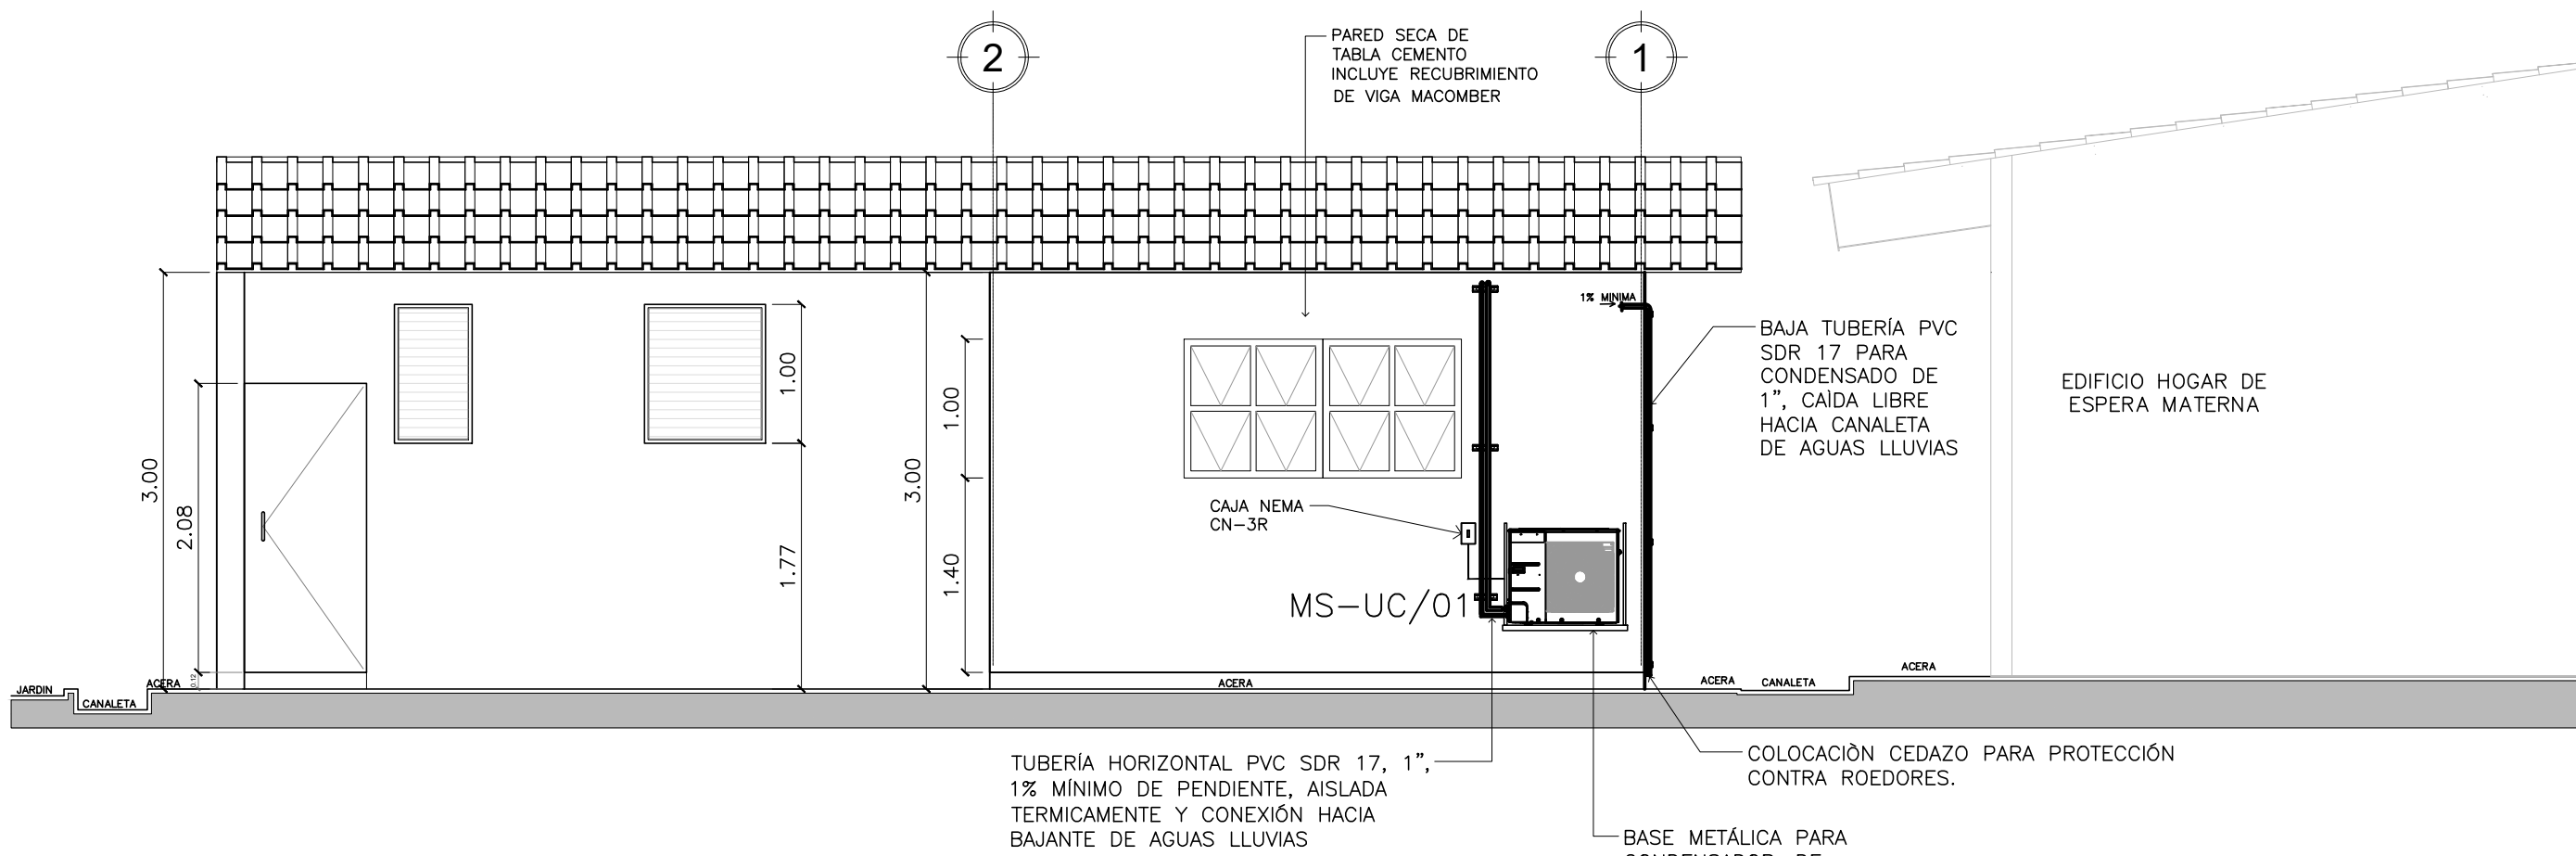 2
1
PARED SECA DE
TABLA CEMENTO
INCLUYE RECUBRIMIENTO
DE VIGA MACOMBER
1% MINIMA
BAJA TUBERÍA PVC
SDR 17 PARA
CONDENSADO DE
1”, CAÌDA LIBRE
HACIA CANALETA
DE AGUAS LLUVIAS
EDIFICIO HOGAR DE
ESPERA MATERNA
3.00
2.08
0.12
1.00
1.77
3.00
1.00
1.40
CAJA NEMA
CN-3R
MS-UC/01
JARDIN
CANALETA
ACERA
ACERA
ACERA
CANALETA
ACERA
TUBERÍA HORIZONTAL PVC SDR 17, 1”,
1% MÍNIMO DE PENDIENTE, AISLADA
TERMICAMENTE Y CONEXIÓN HACIA
BAJANTE DE AGUAS LLUVIAS
COLOCACIÒN CEDAZO PARA PROTECCIÓN
CONTRA ROEDORES.
BASE METÁLICA PARA
CONDENSADOR DE